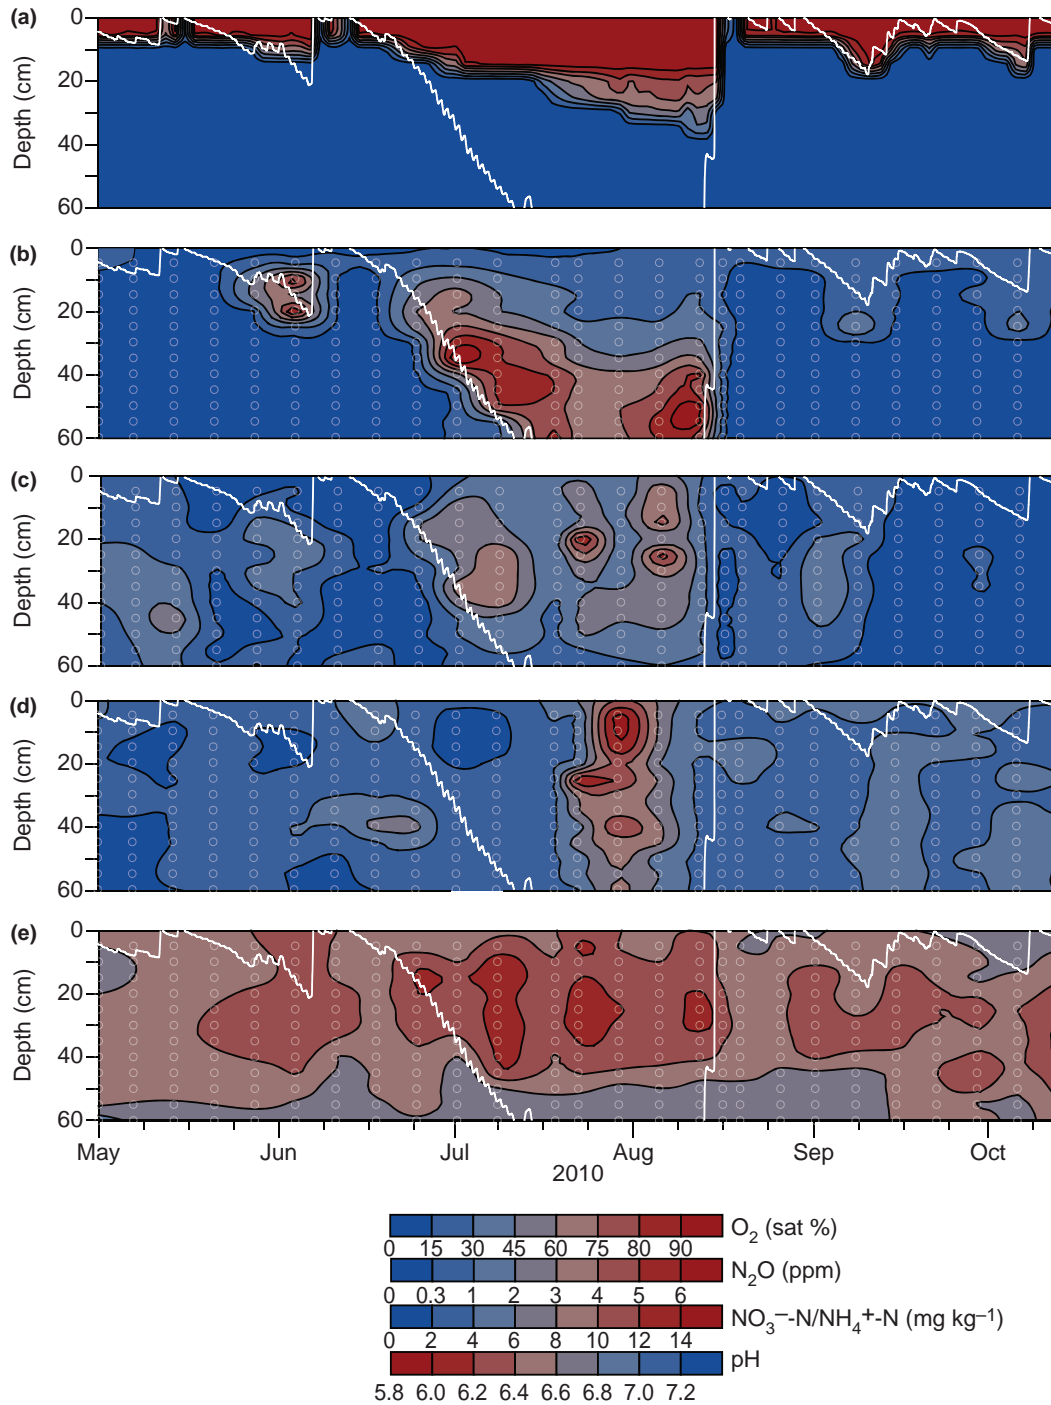 (a)
0
20
40
60
Depth (cm)
(b)
0
20
40
60
Depth (cm)
(c)
0
20
40
60
Depth (cm)
(d)
0
20
40
60
Depth (cm)
(e)
0
20
40
60
Depth (cm)
May Jun Jul Aug Sep Oct
2010
O2 (sat %)
0 15 30 45 60 75 80 90
N2O (ppm)
0 0.3 1 2 3 4 5 6
NO3−-N/NH4+-N (mg kg−1)
0 2 4 6 8 10 12 14
pH
5.8 6.0 6.2 6.4 6.6 6.8 7.0 7.2